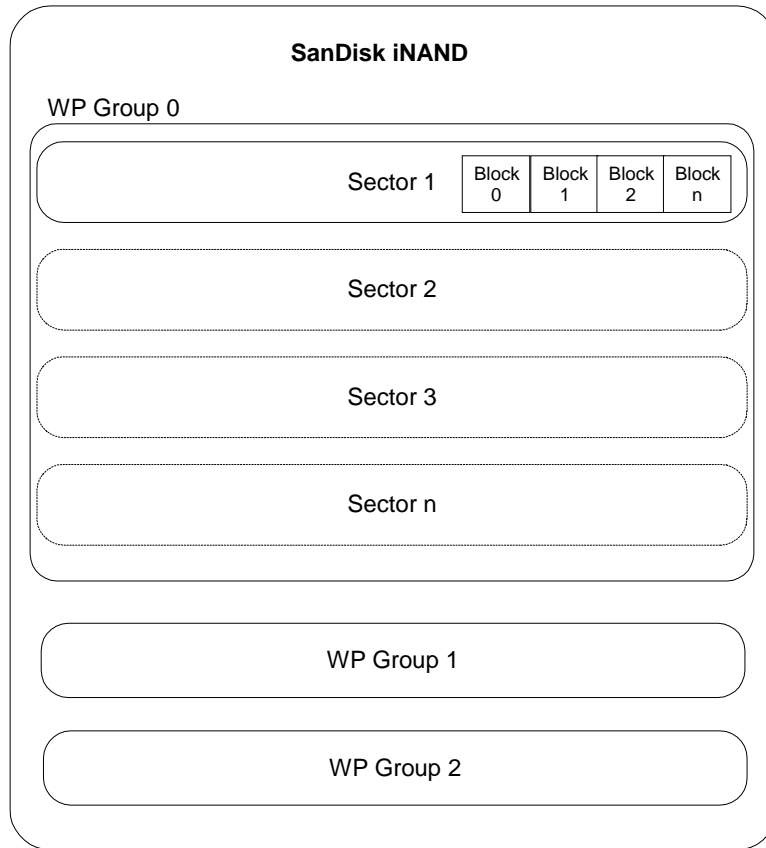 SanDisk iNAND
WP Group 0
Sector 1
Block Block Block Block
0 1 2 n
Sector 2
Sector 3
Sector n
WP Group 1
WP Group 2